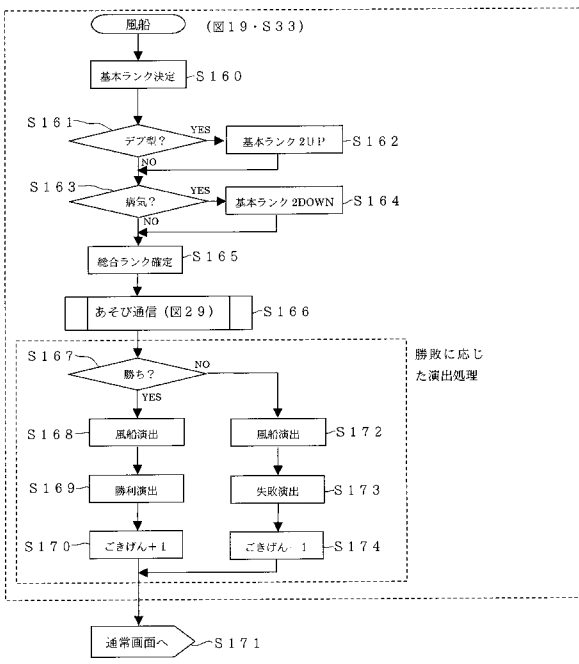 風船
(図19・S33)
基本ランク決定
S160
S161
デブ型?
YES
基本ランク2UP
S162
NO
S163
病気?
YES
基本ランク2DOWN
S164
NO
総合ランク確定
S165
あそび通信(図29)
S166
勝敗に応じ
た演出処理
S167
勝ち?
NO
YES
S168
風船演出
風船演出
S172
S169
勝利演出
失敗演出
S173
S170
ごきげん+1
ごきげん-1
S174
通常画面へ
S171